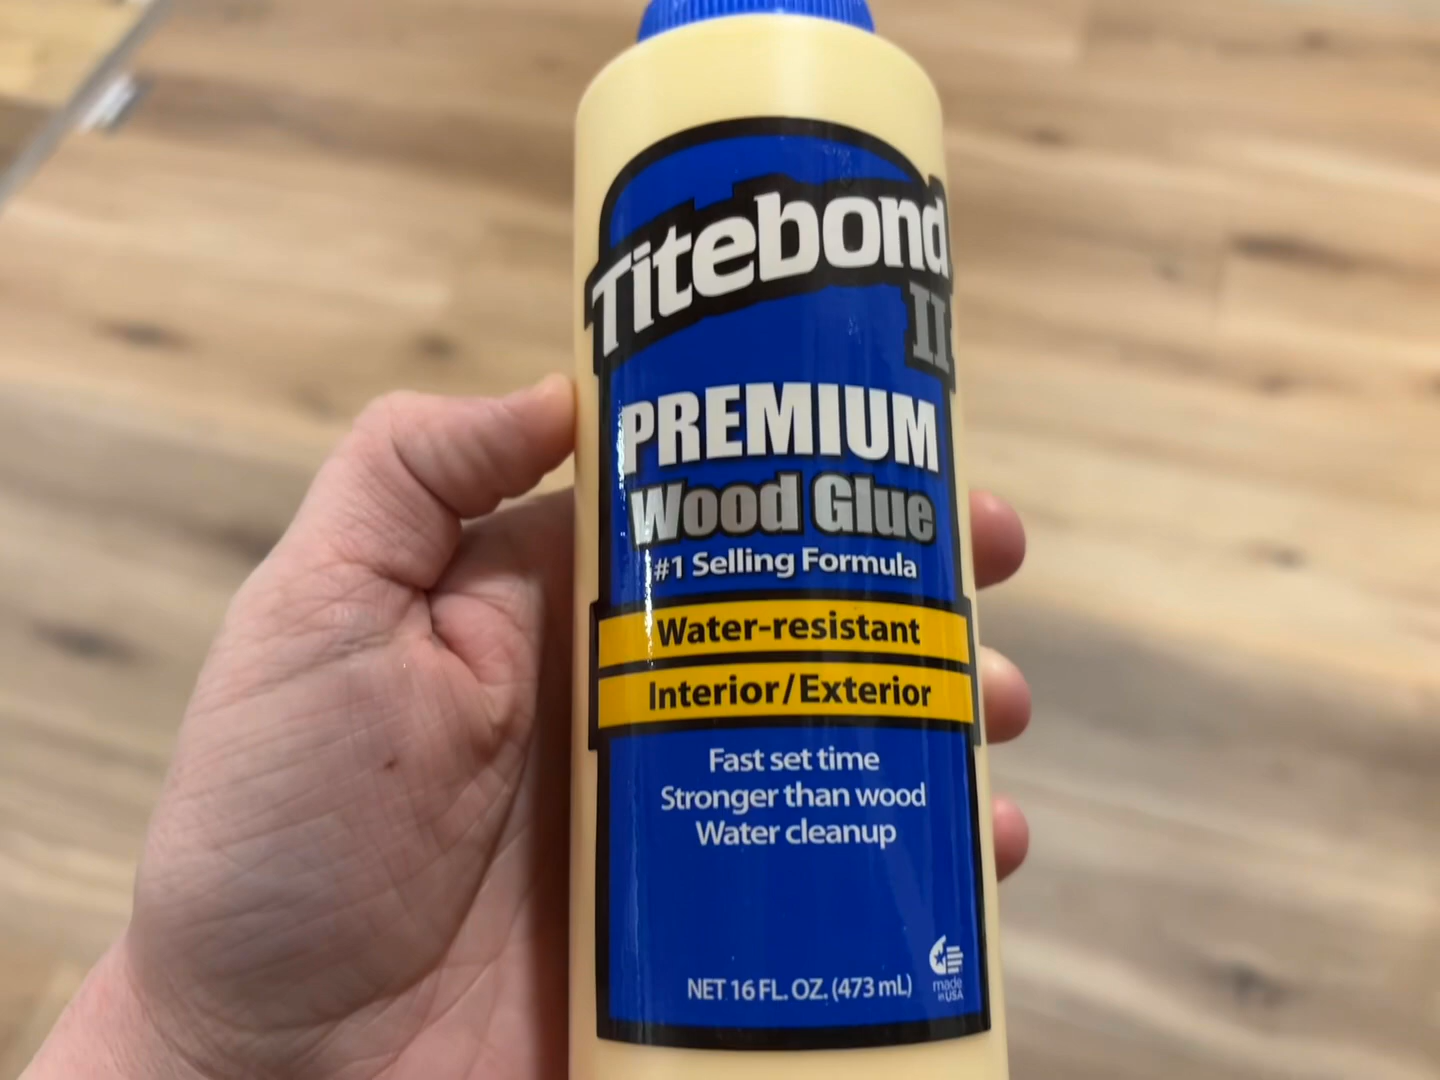 Titebond
II
PREMIUM
Wood Glue
#1 Selling Formula
Water-resistant
Interior/Exterior
Fast set time
Stronger than wood
Water cleanup
NET 16 FL. OZ. (473 mL)
made
in USA